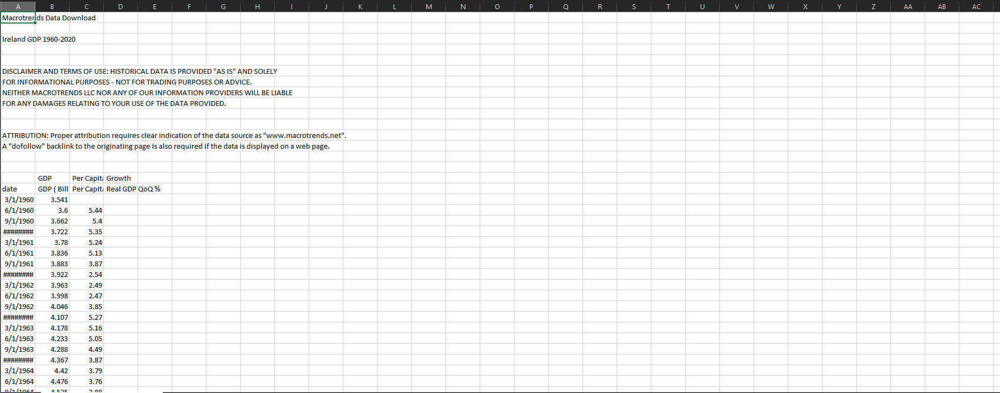 A B C D E F G H I J K L M N O P Q R S T U V W X Y Z AA AB AC
Macrotrends Data Download
Ireland GDP 1960-2020
DISCLAIMER AND TERMS OF USE: HISTORICAL DATA IS PROVIDED "AS IS" AND SOLELY
FOR INFORMATIONAL PURPOSES - NOT FOR TRADING PURPOSES OR ADVICE.
NEITHER MACROTRENDS LLC NOR ANY OF OUR INFORMATION PROVIDERS WILL BE LIABLE
FOR ANY DAMAGES RELATING TO YOUR USE OF THE DATA PROVIDED.
ATTRIBUTION: Proper attribution requires clear indication of the data source as "www.macrotrends.net".
A "dofollow" backlink to the originating page is also required if the data is displayed on a web page.
GDP Per Capit Growth
date GDP ( Bill Per Capit Real GDP QoQ %
3/1/1960 3.541
6/1/1960 3.6 5.44
9/1/1960 3.662 5.4
######## 3.722 5.35
3/1/1961 3.78 5.24
6/1/1961 3.836 5.13
9/1/1961 3.883 3.87
######## 3.922 2.54
3/1/1962 3.963 2.49
6/1/1962 3.998 2.47
9/1/1962 4.046 3.85
######## 4.107 5.27
3/1/1963 4.178 5.16
6/1/1963 4.233 5.05
9/1/1963 4.288 4.49
######## 4.367 3.87
3/1/1964 4.42 3.79
6/1/1964 4.476 3.76